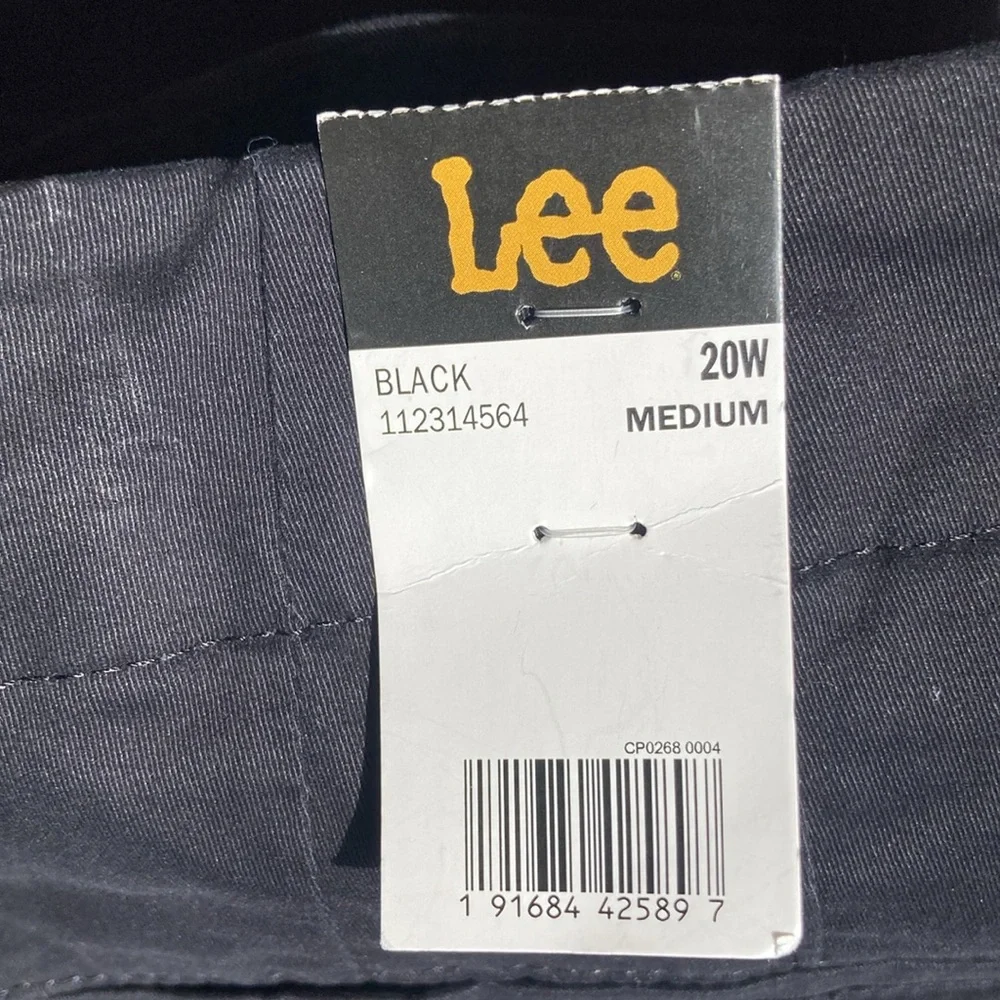 Lee
BLACK
20W
112314564
MEDIUM
CP0268 0004
1 91684 42589 7